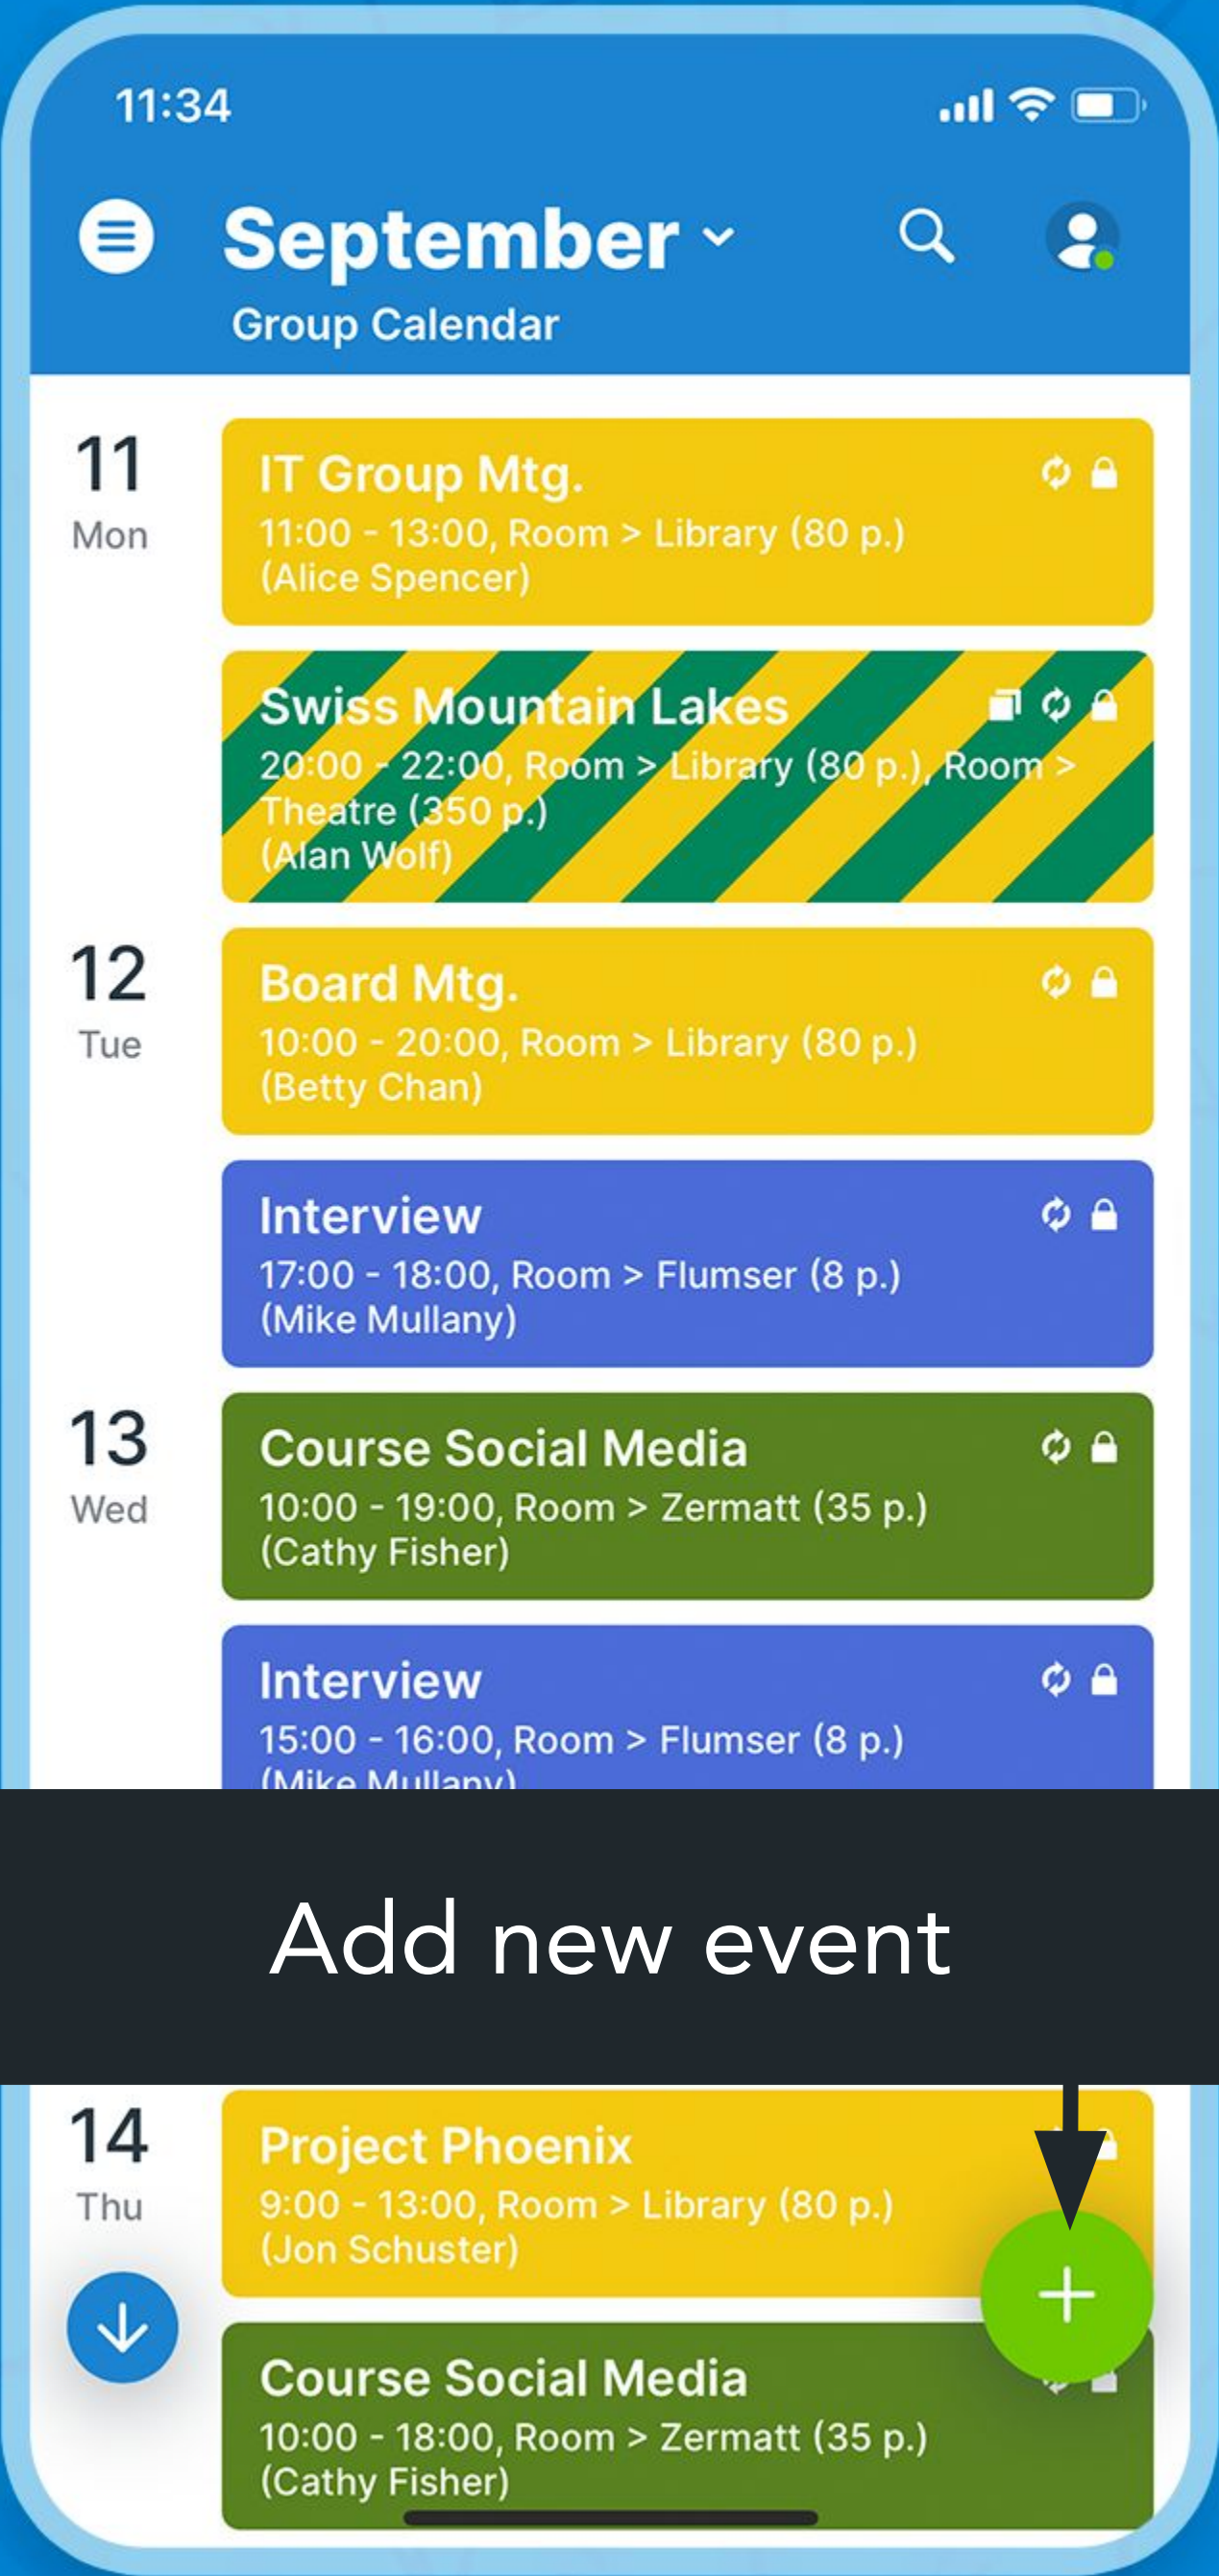 11:34
September
Group Calendar
11
Mon
IT Group Mtg.
11:00 - 13:00, Room > Library (80 p.)
(Alice Spencer)
Swiss Mountain Lakes
20:00 - 22:00, Room > Library (80 p.), Room >
Theatre (350 p.)
(Alan Wolf)
12
Tue
Board Mtg.
10:00 - 20:00, Room > Library (80 p.)
(Betty Chan)
Interview
17:00 - 18:00, Room > Flumser (8 p.)
(Mike Mullany)
13
Wed
Course Social Media
10:00 - 19:00, Room > Zermatt (35 p.)
(Cathy Fisher)
Interview
15:00 - 16:00, Room > Flumser (8 p.)
(Mike Mullany)
Add new event
14
Thu
Project Phoenix
9:00 - 13:00, Room > Library (80 p.)
(Jon Schuster)
Course Social Media
10:00 - 18:00, Room > Zermatt (35 p.)
(Cathy Fisher)